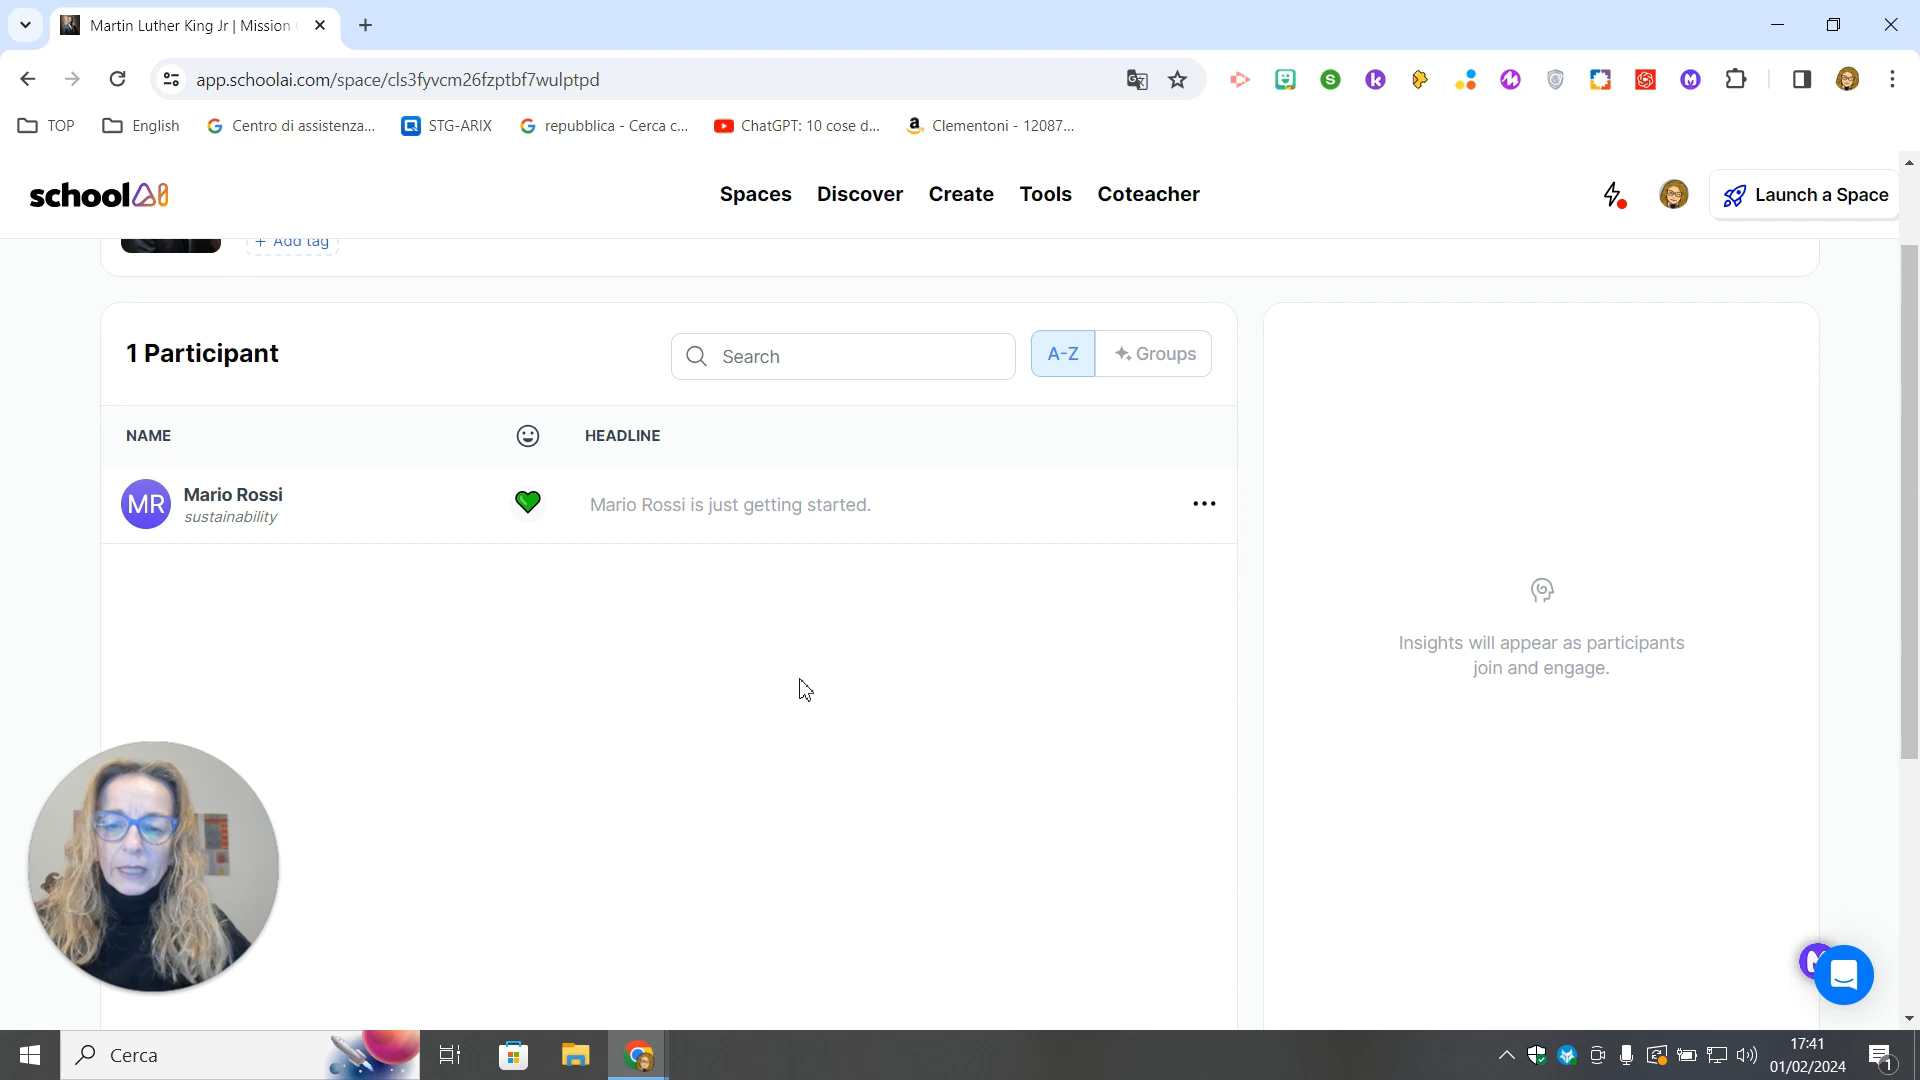 Martin Luther King Jr | Mission
app.schoolai.com/space/cls3fyvcm26fzptbf7wulptpd
TOP English Centro di assistenza... STG-ARIX repubblica - Cerca c... ChatGPT: 10 cose d... Clementoni - 12087...
schoolAI Spaces Discover Create Tools Coteacher Launch a Space
+ Add tag
1 Participant Search A-Z Groups
NAME HEADLINE
MR Mario Rossi Mario Rossi is just getting started.
sustainability
Insights will appear as participants
join and engage.
Cerca
17:41
01/02/2024
1